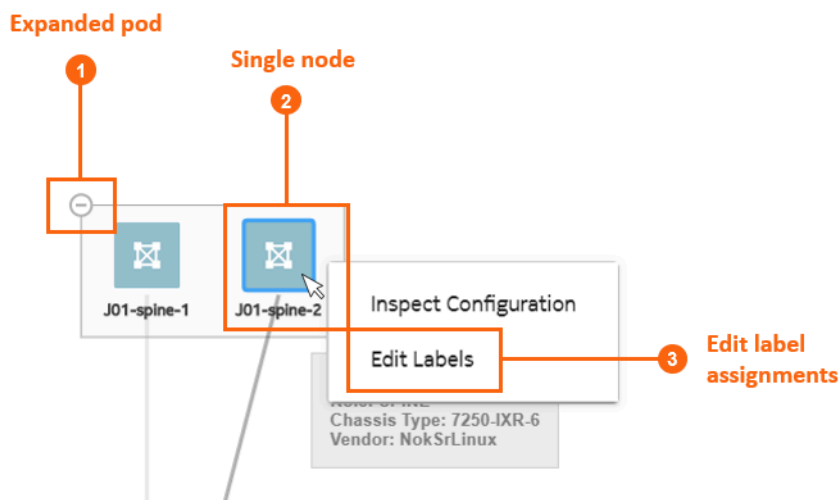 Expanded pod
1
Single node
2
J01-spine-1
J01-spine-2
Inspect Configuration
Edit Labels
3
Edit label
assignments
Chassis Type: 7250-IXR-6
Vendor: NokSrLinux